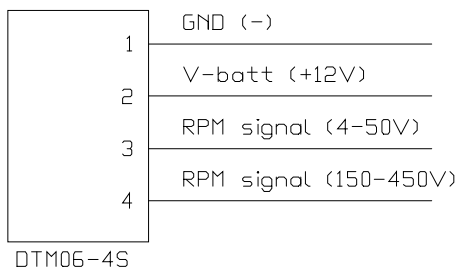 GND (-)
1
V-batt (+12V)
2
RPM signal (4-50V)
3
RPM signal (150-450V)
4
DTM06-4S